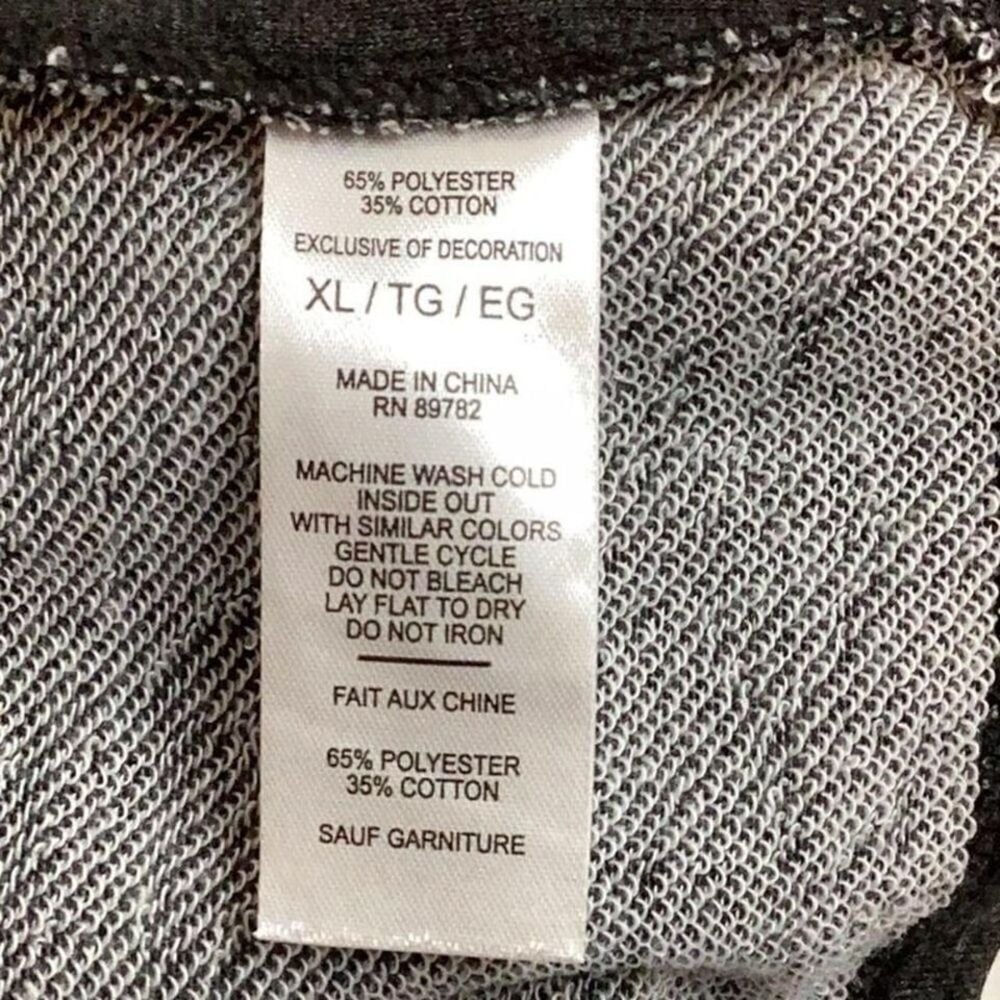 65% POLYESTER
35% COTTON
EXCLUSIVE OF DECORATION
XL / TG / EG
MADE IN CHINA
RN 89782
MACHINE WASH COLD
INSIDE OUT
WITH SIMILAR COLORS
GENTLE CYCLE
DO NOT BLEACH
LAY FLAT TO DRY
DO NOT IRON
FAIT AUX CHINE
65% POLYESTER
35% COTTON
SAUF GARNITURE